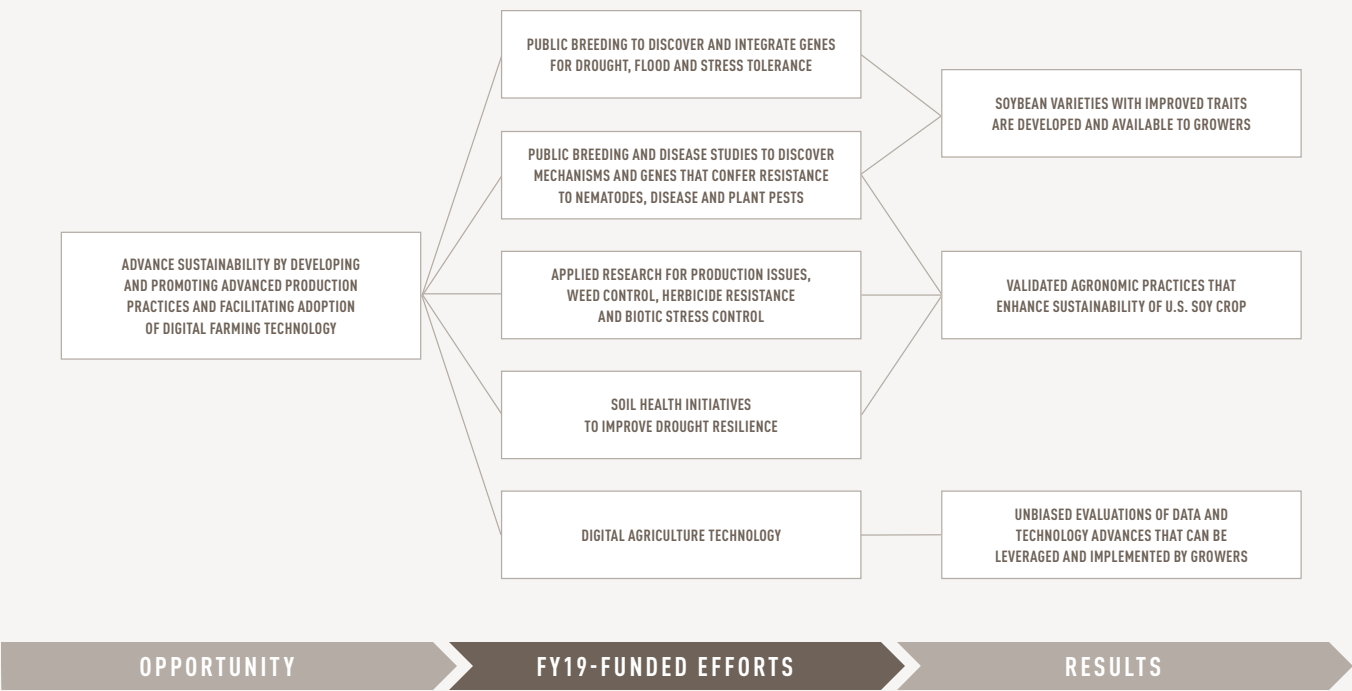 PUBLIC BREEDING TO DISCOVER AND INTEGRATE GENES
FOR DROUGHT, FLOOD AND STRESS TOLERANCE
SOYBEAN VARIETIES WITH IMPROVED TRAITS
ARE DEVELOPED AND AVAILABLE TO GROWERS
PUBLIC BREEDING AND DISEASE STUDIES TO DISCOVER
MECHANISMS AND GENES THAT CONFER RESISTANCE
TO NEMATODES, DISEASE AND PLANT PESTS
ADVANCE SUSTAINABILITY BY DEVELOPING
AND PROMOTING ADVANCED PRODUCTION
PRACTICES AND FACILITATING ADOPTION
OF DIGITAL FARMING TECHNOLOGY
APPLIED RESEARCH FOR PRODUCTION ISSUES,
WEED CONTROL, HERBICIDE RESISTANCE
AND BIOTIC STRESS CONTROL
VALIDATED AGRONOMIC PRACTICES THAT
ENHANCE SUSTAINABILITY OF U.S. SOY CROP
SOIL HEALTH INITIATIVES
TO IMPROVE DROUGHT RESILIENCE
DIGITAL AGRICULTURE TECHNOLOGY
UNBIASED EVALUATIONS OF DATA AND
TECHNOLOGY ADVANCES THAT CAN BE
LEVERAGED AND IMPLEMENTED BY GROWERS
OPPORTUNITY
FY19-FUNDED EFFORTS
RESULTS